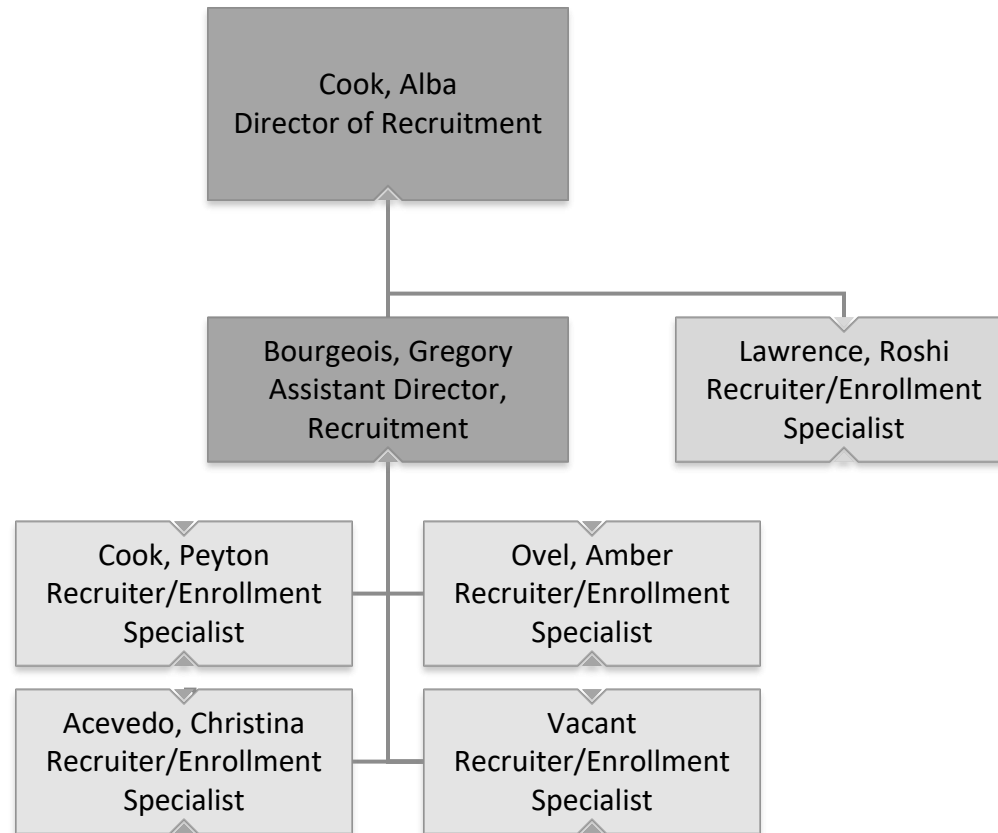 Cook, Alba
Director of Recruitment
Bourgeois, Gregory
Assistant Director,
Recruitment
Lawrence, Roshi
Recruiter/Enrollment
Specialist
Cook, Peyton
Recruiter/Enrollment
Specialist
Ovel, Amber
Recruiter/Enrollment
Specialist
Acevedo, Christina
Recruiter/Enrollment
Specialist
Vacant
Recruiter/Enrollment
Specialist